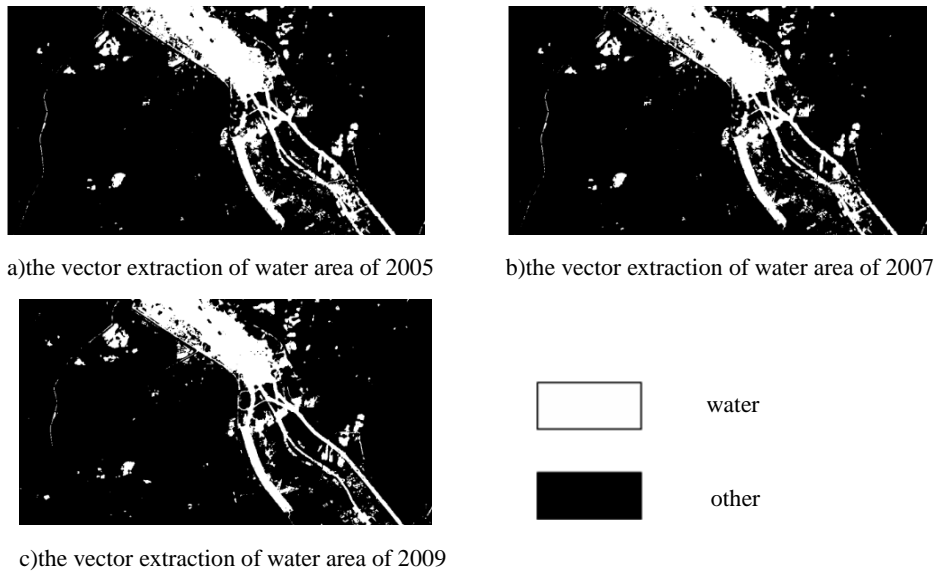 a)the vector extraction of water area of 2005
b)the vector extraction of water area of 2007
water
other
c)the vector extraction of water area of 2009